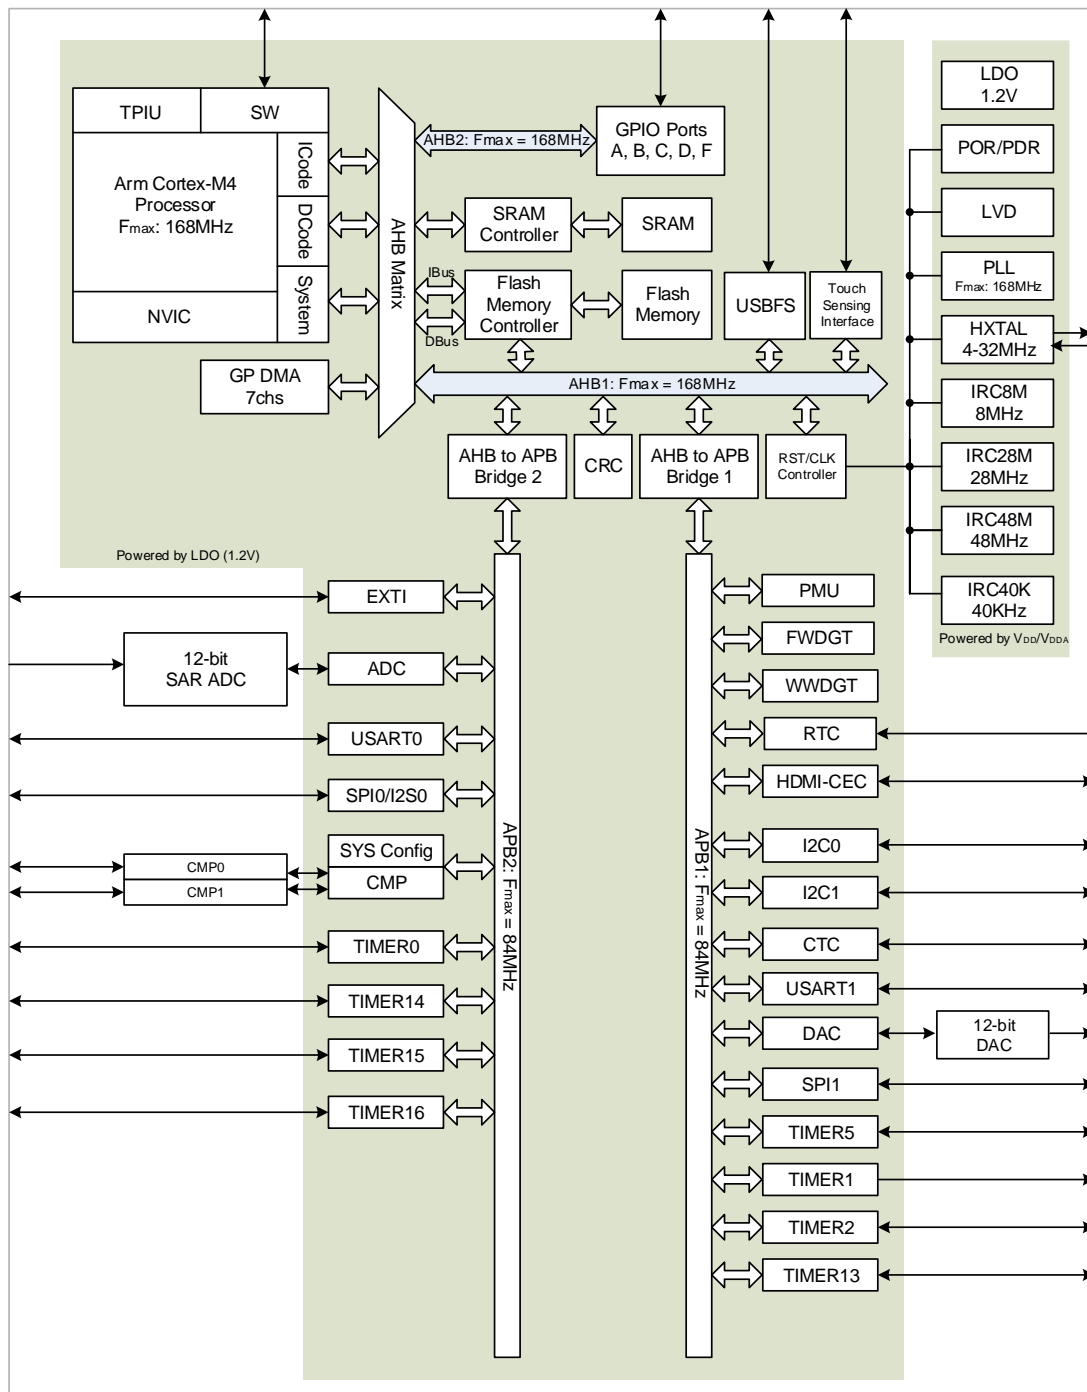 TPIU
SW
Arm Cortex-M4
Processor
Fmax: 168MHz
NVIC
ICode
DCode
System
GP DMA
7chs
AHB Matrix
AHB2: Fmax = 168MHz
GPIO Ports
A, B, C, D, F
SRAM
Controller
SRAM
IBus
DBus
Flash
Memory
Controller
Flash
Memory
USBFS
Touch
Sensing
Interface
AHB1: Fmax = 168MHz
AHB to APB
Bridge 2
CRC
AHB to APB
Bridge 1
RST/CLK
Controller
LDO
1.2V
POR/PDR
LVD
PLL
Fmax: 168MHz
HXTAL
4-32MHz
IRC8M
8MHz
IRC28M
28MHz
IRC48M
48MHz
IRC40K
40KHz
Powered by VDD/VDDA
Powered by LDO (1.2V)
EXTI
12-bit
SAR ADC
ADC
USART0
SPI0/I2S0
SYS Config
CMP
CMP0
CMP1
TIMER0
TIMER14
TIMER15
TIMER16
APB2: Fmax = 84MHz
APB1: Fmax = 84MHz
PMU
FWDGT
WWDGT
RTC
HDMI-CEC
I2C0
I2C1
CTC
USART1
DAC
12-bit
DAC
SPI1
TIMER5
TIMER1
TIMER2
TIMER13